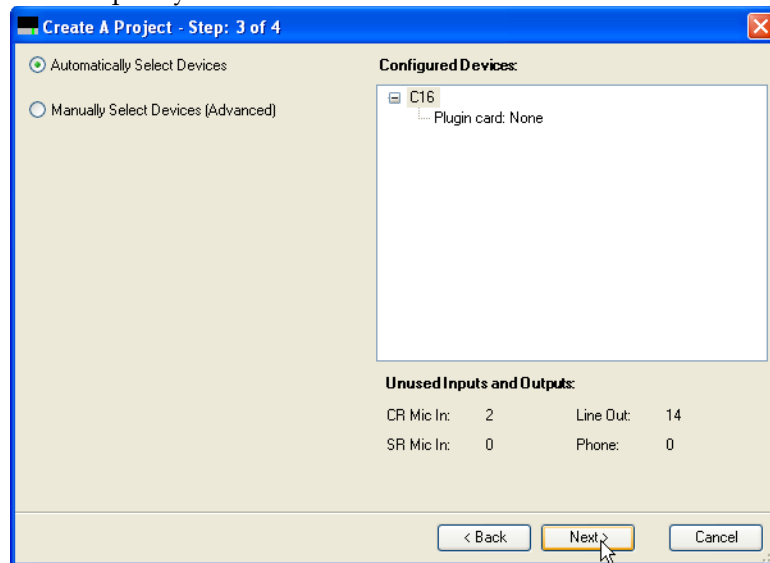 Create A Project - Step: 3 of 4
Automatically Select Devices
Manually Select Devices (Advanced)
Configured Devices:
C16
Plugin card: None
Unused Inputs and Outputs:
CR Mic In: 2 Line Out: 14
SR Mic In: 0 Phone: 0
< Back Next > Cancel